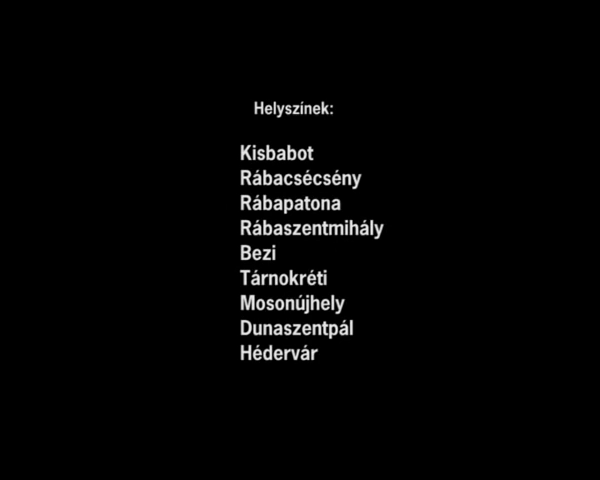 Helyszínek:
Kisbabot
Rábacsécsény
Rábapatona
Rábaszentmihály
Bezi
Tárnokréti
Mosonújhely
Dunaszentpál
Hédervár